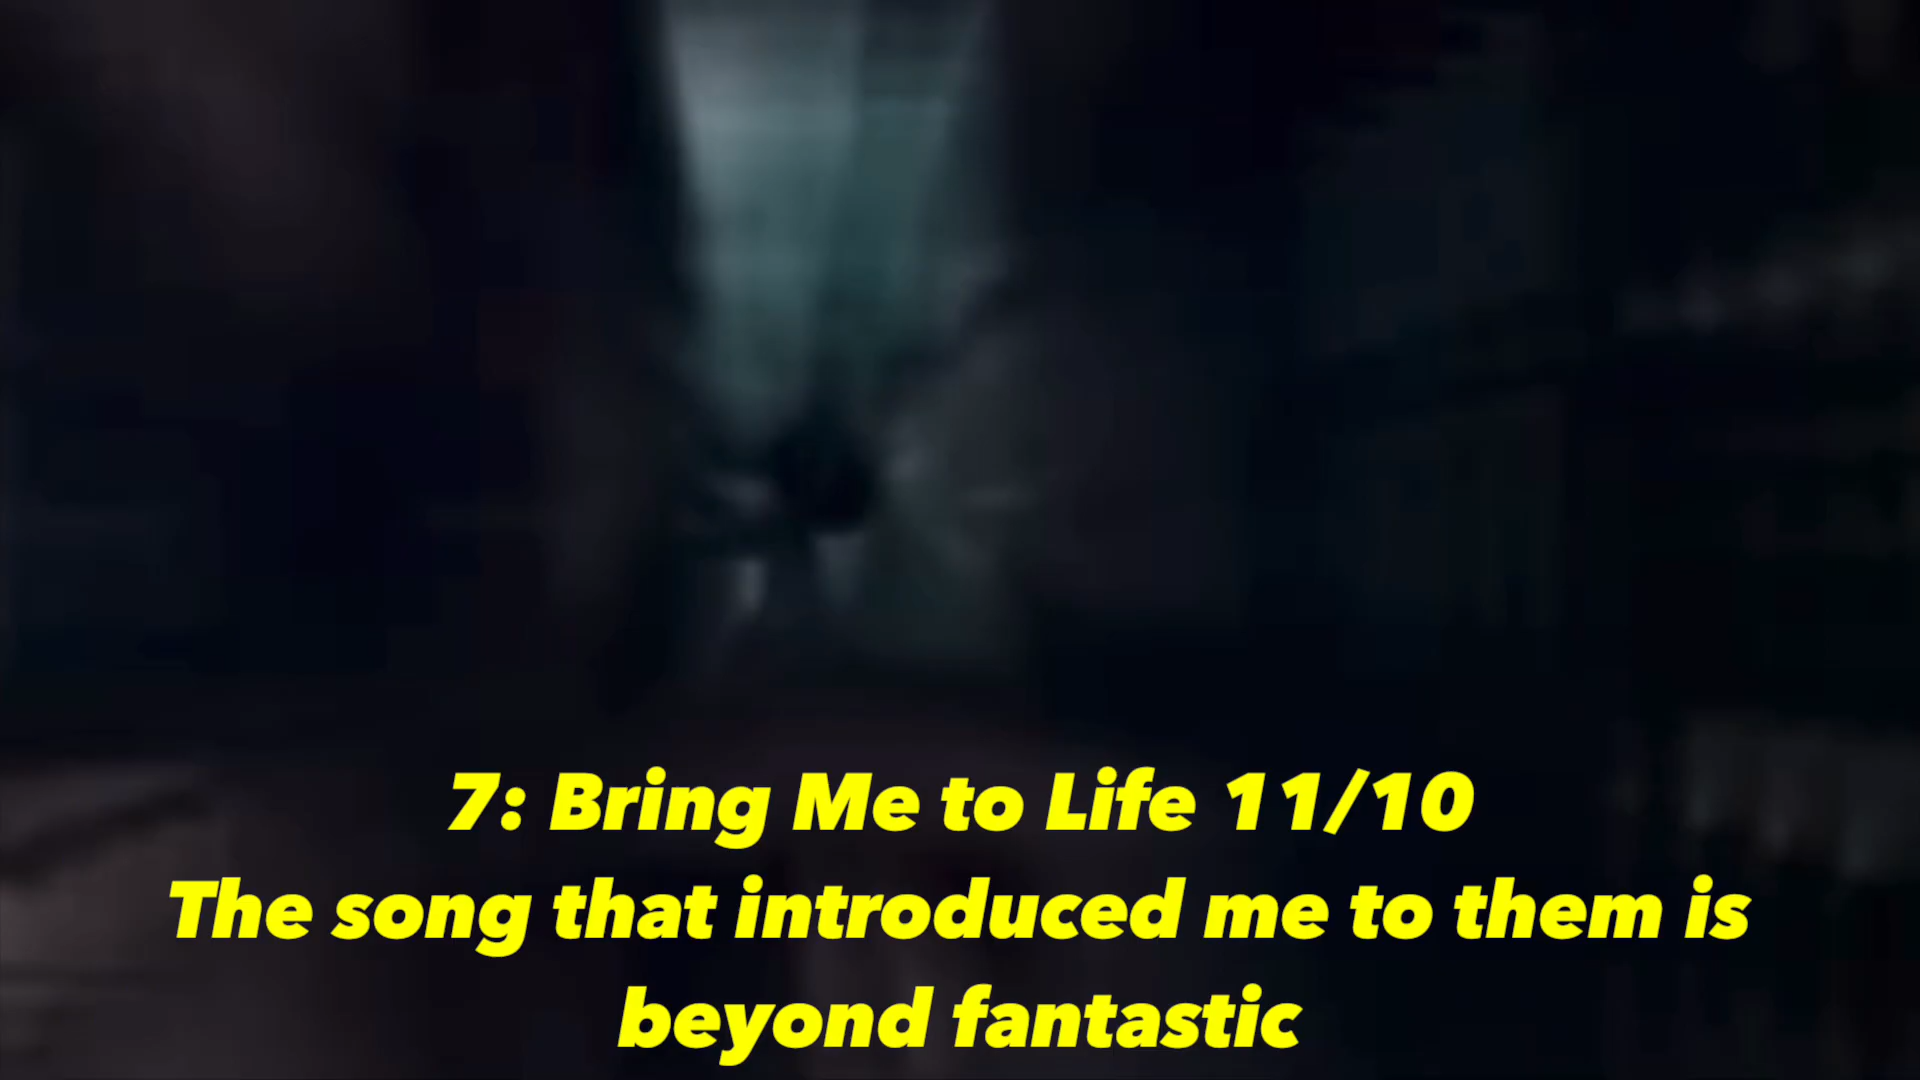 7: Bring Me to Life 11/10
The song that introduced me to them is
beyond fantastic